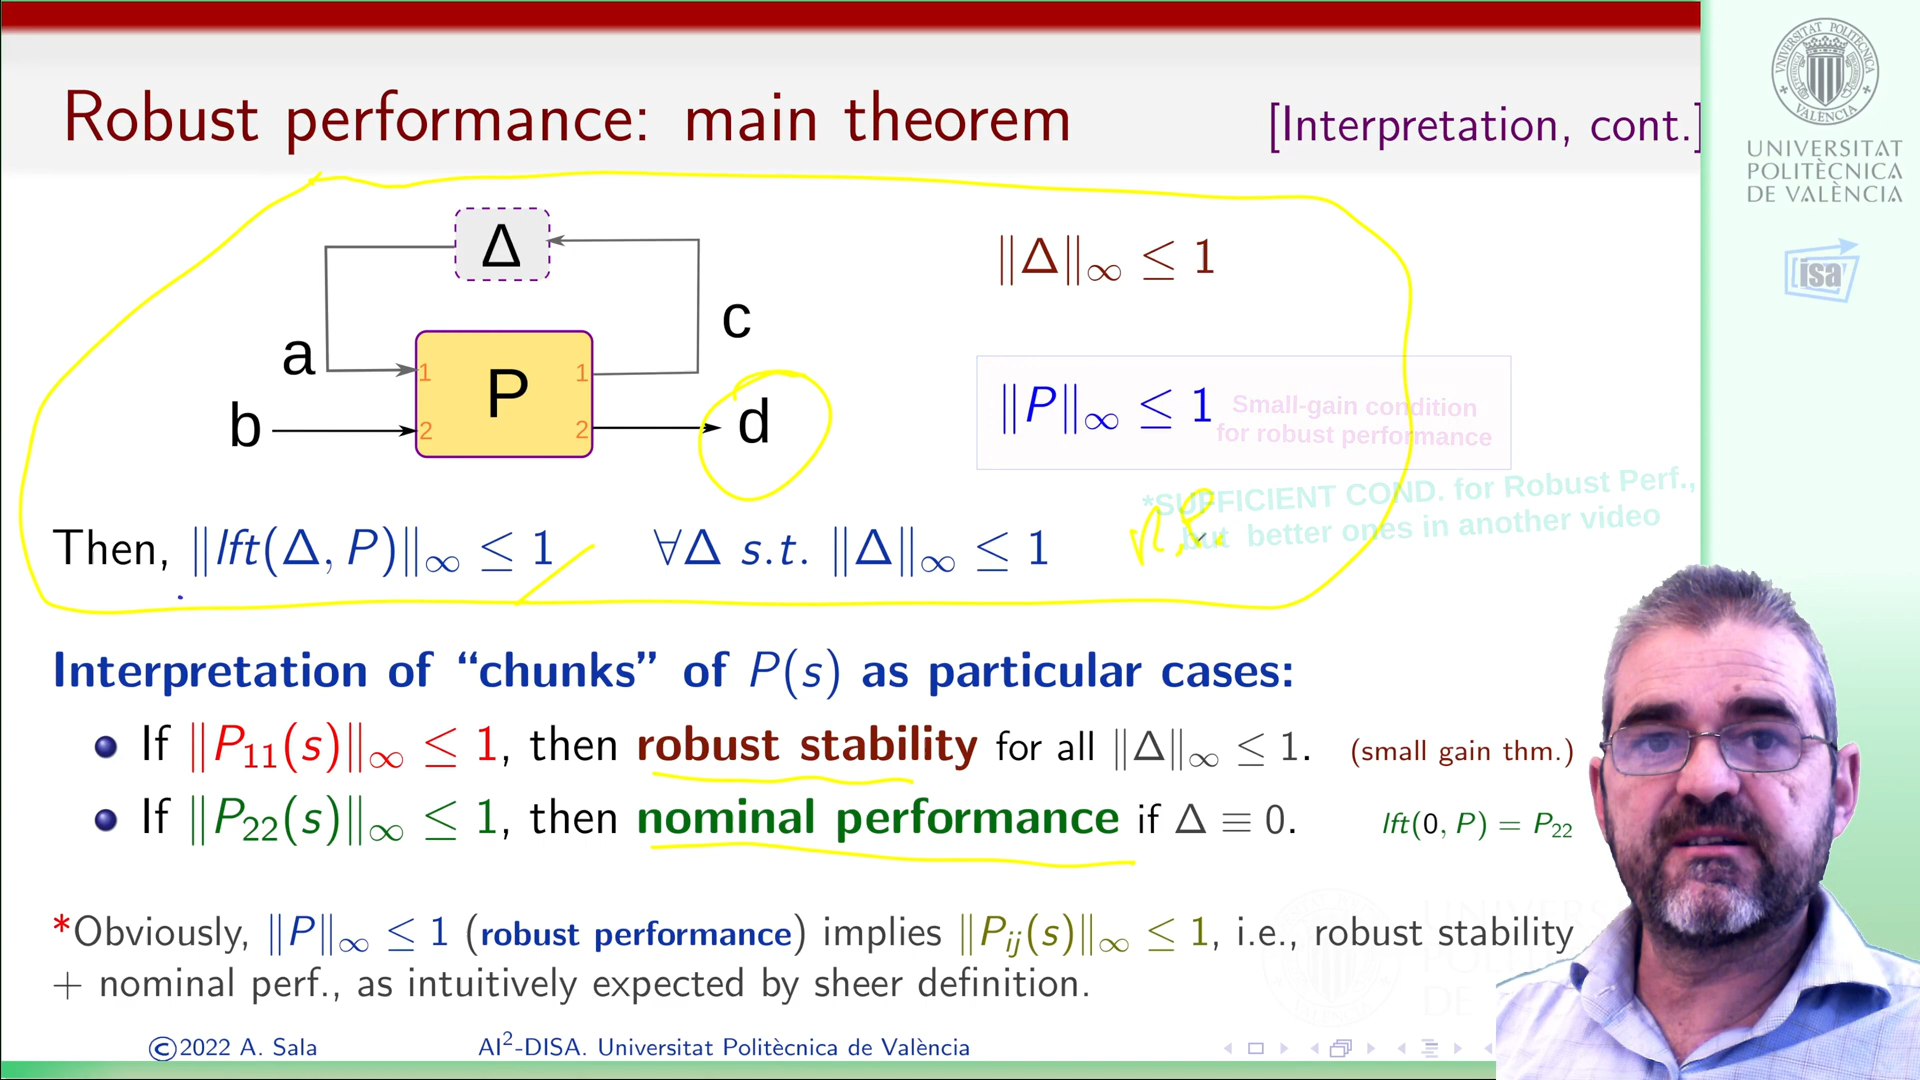 Robust performance: main theorem
[Interpretation, cont.]
UNIVERSITAT
POLITÈCNICA
DE VALÈNCIA
isa
Δ
a
b
c
d
P
1
2
1
2
‖Δ‖∞ ≤ 1
‖P‖∞ ≤ 1
Small-gain condition
for robust performance
*SUFFICIENT COND. for Robust Perf.,
but better ones in another video
Then, ‖lft(Δ, P)‖∞ ≤ 1 ∀Δ s.t. ‖Δ‖∞ ≤ 1
Interpretation of “chunks” of P(s) as particular cases:
If ‖P₁₁(s)‖∞ ≤ 1, then robust stability for all ‖Δ‖∞ ≤ 1. (small gain thm.)
If ‖P₂₂(s)‖∞ ≤ 1, then nominal performance if Δ ≡ 0. lft(0, P) = P₂₂
*Obviously, ‖P‖∞ ≤ 1 (robust performance) implies ‖Pᵢⱼ(s)‖∞ ≤ 1, i.e., robust stability
+ nominal perf., as intuitively expected by sheer definition.
©2022 A. Sala
AI²-DISA. Universitat Politècnica de València